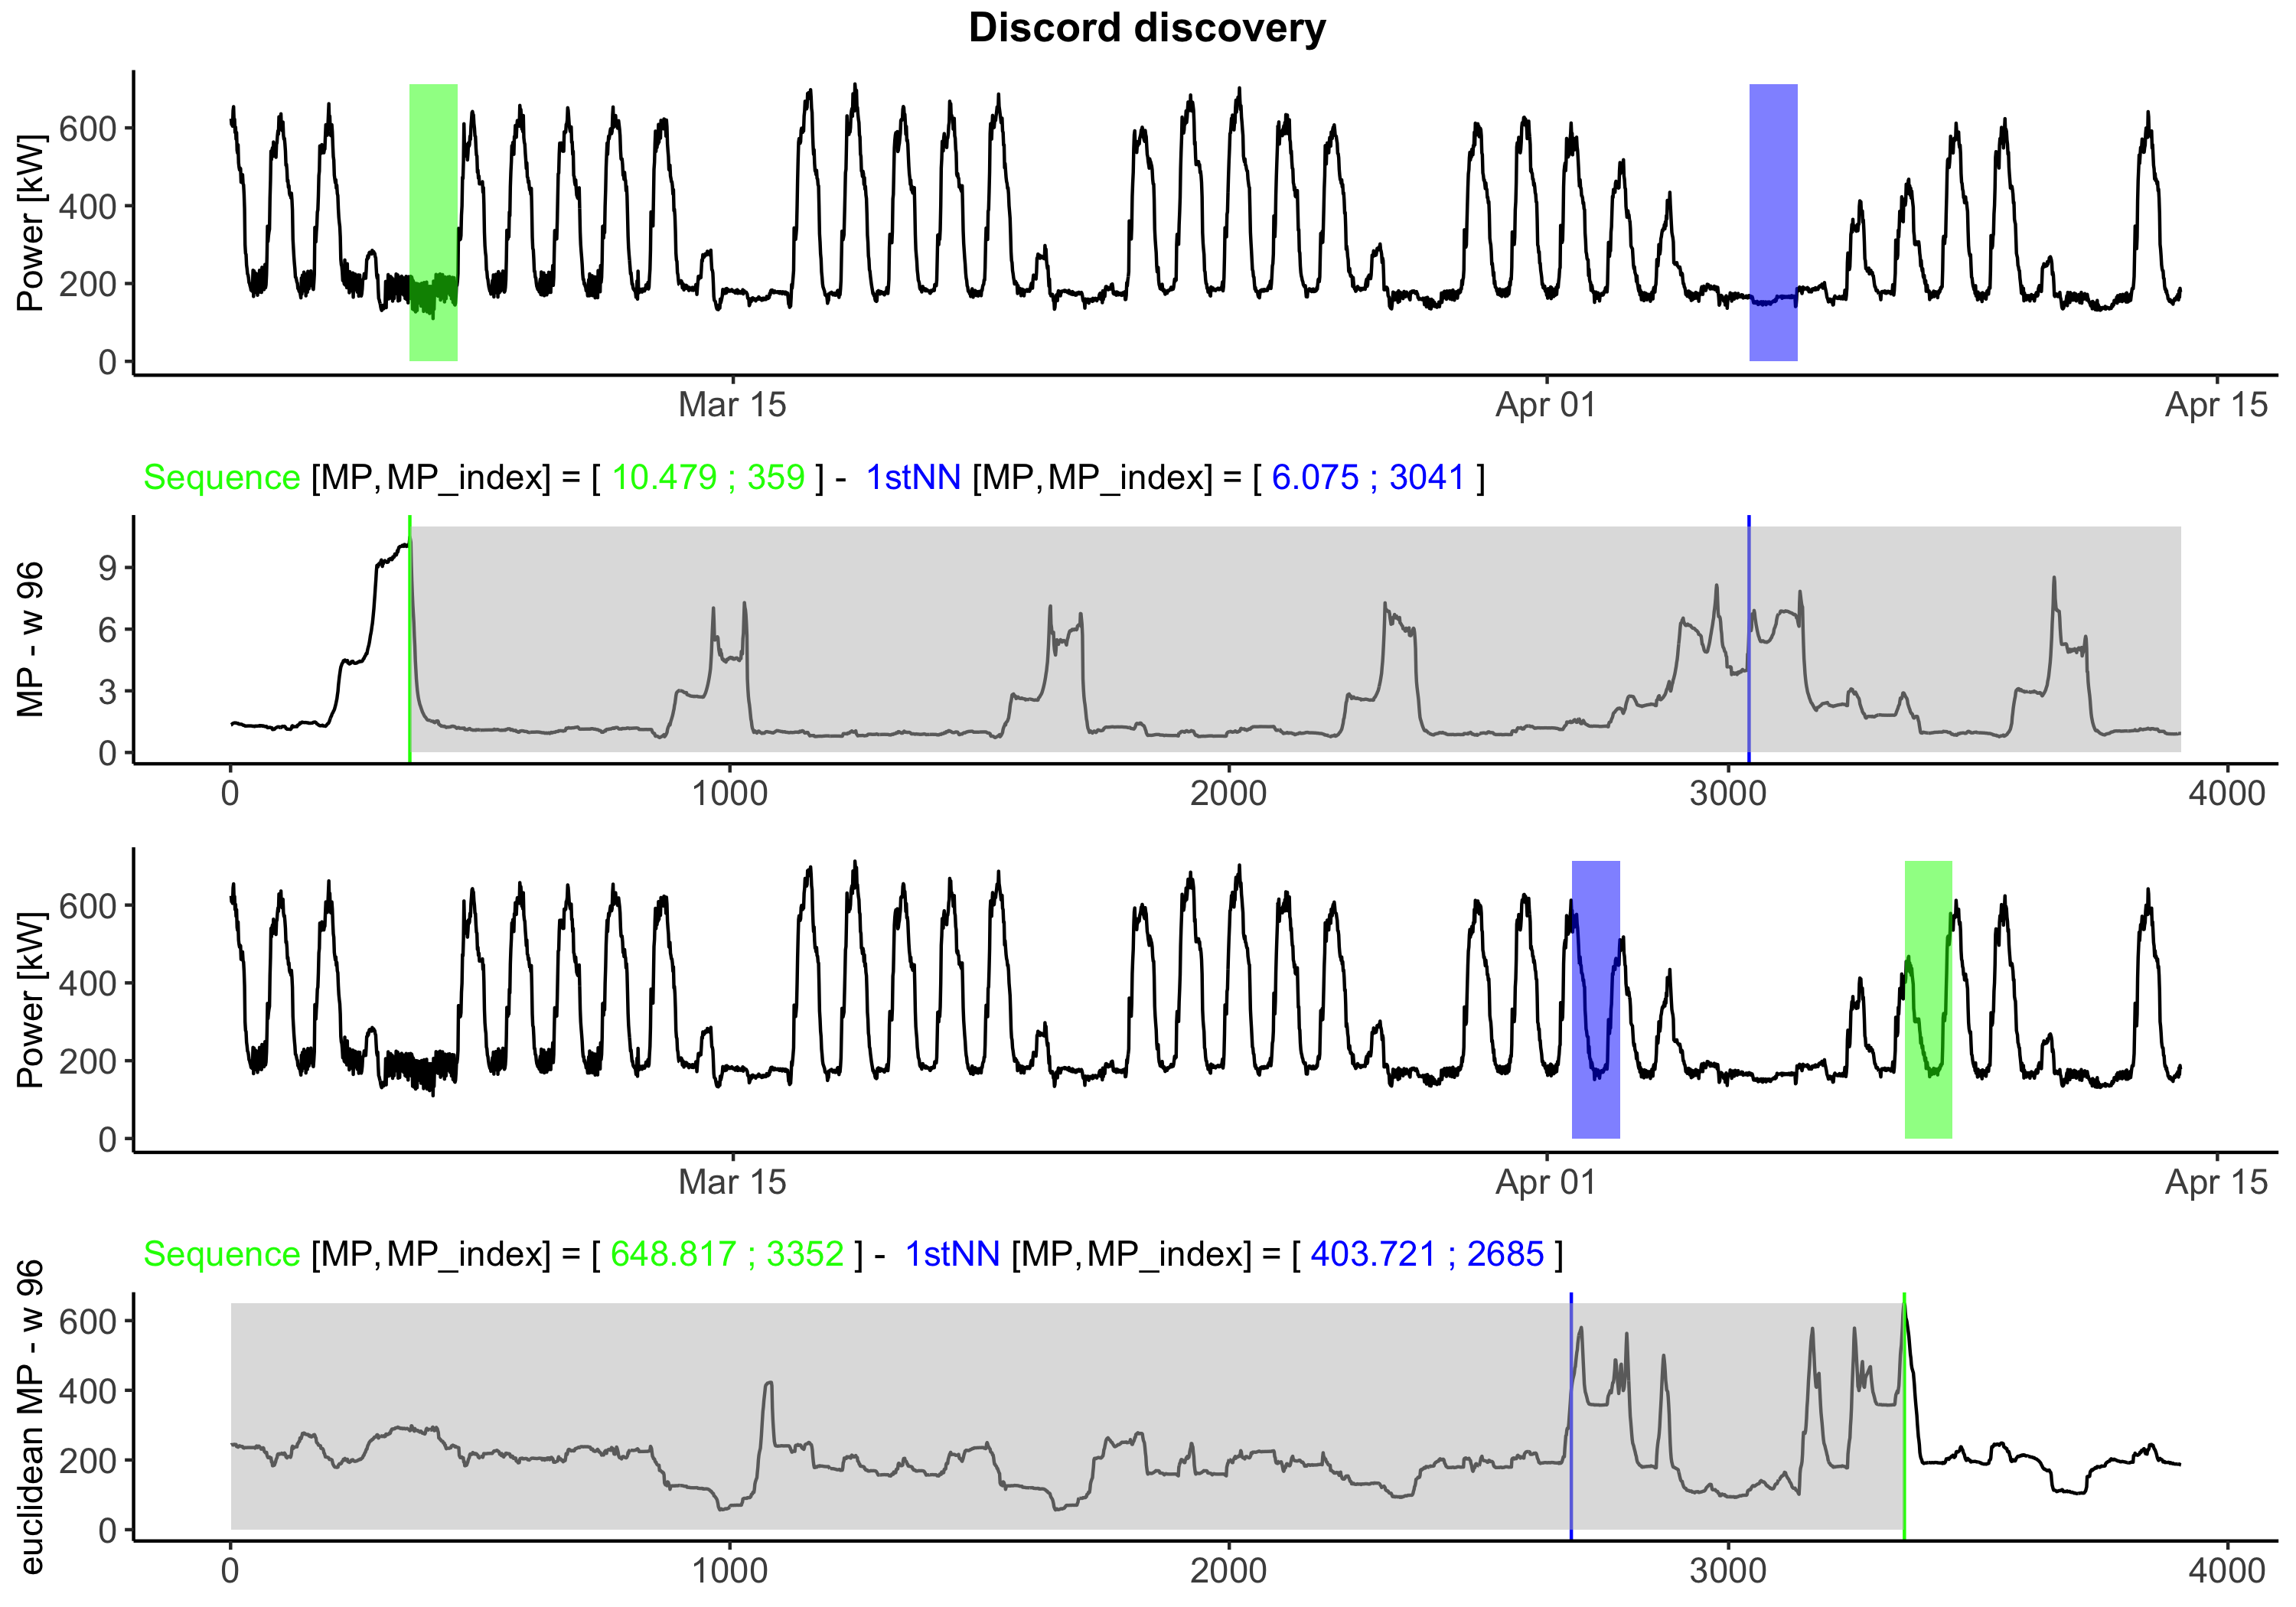 Discord discovery
Power [kW]
600
400
200
0
Mar 15 Apr 01 Apr 15
Sequence [MP, MP_index] = [ 10.479 ; 359 ] - 1stNN [MP, MP_index] = [ 6.075 ; 3041 ]
MP - w 96
9
6
3
0
0 1000 2000 3000 4000
Power [kW]
600
400
200
0
Mar 15 Apr 01 Apr 15
Sequence [MP, MP_index] = [ 648.817 ; 3352 ] - 1stNN [MP, MP_index] = [ 403.721 ; 2685 ]
euclidean MP - w 96
600
400
200
0
0 1000 2000 3000 4000